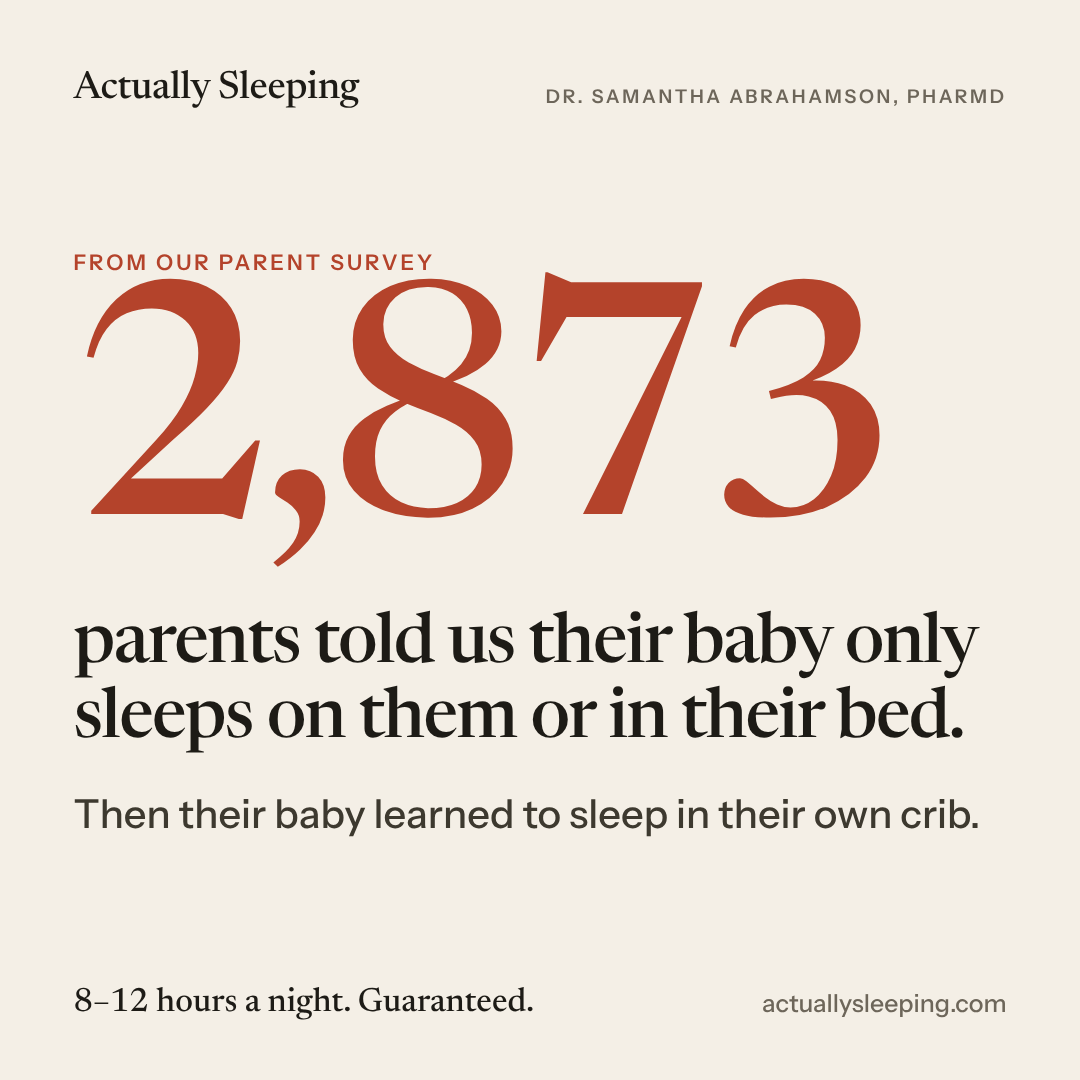 Actually Sleeping
DR. SAMANTHA ABRAHAMSON, PHARMD
FROM OUR PARENT SURVEY
2,873
parents told us their baby only
sleeps on them or in their bed.
Then their baby learned to sleep in their own crib.
8–12 hours a night. Guaranteed.
actuallysleeping.com